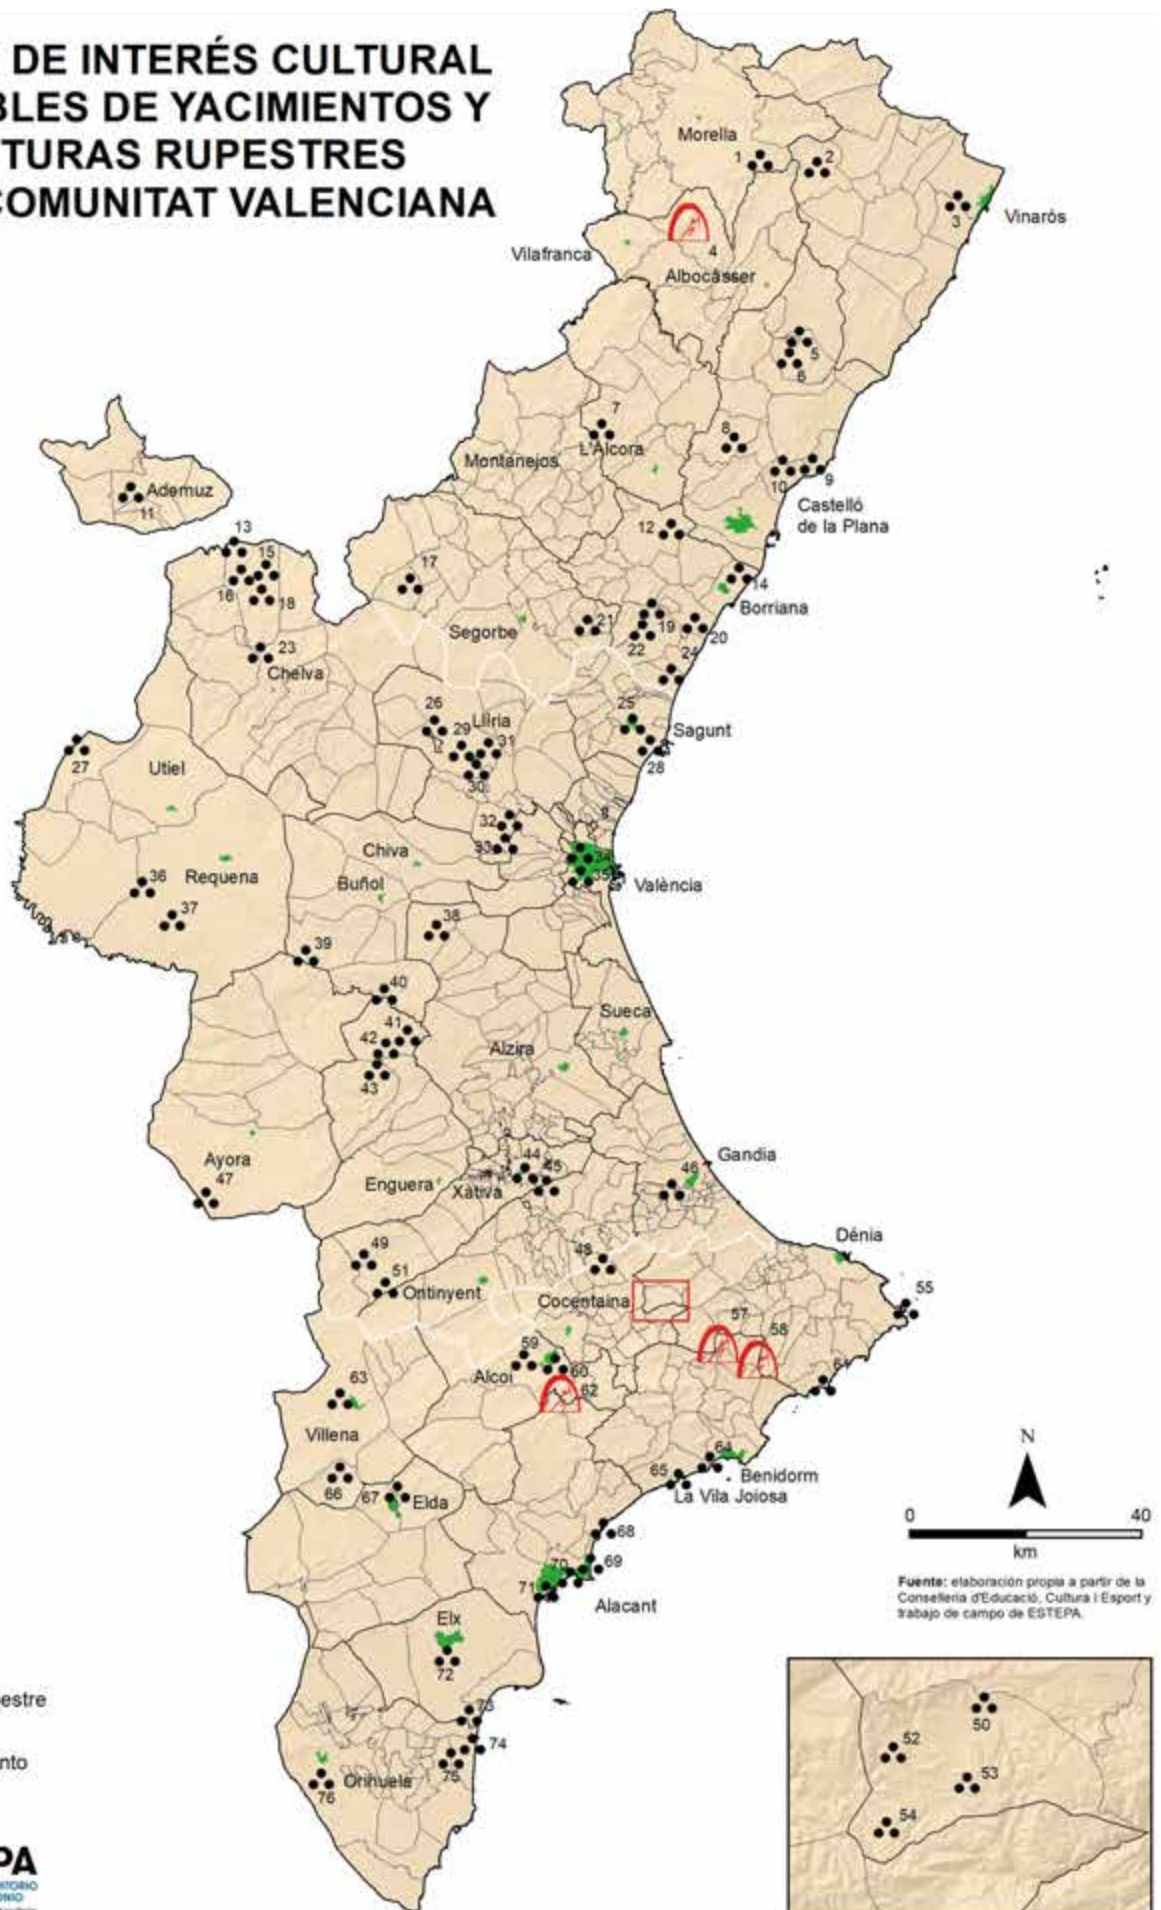 DE INTERÉS CULTURAL
BLES DE YACIMIENTOS Y
TURAS RUPESTRES
COMUNITAT VALENCIANA
Morella
1
2
3
Vinaròs
Vilafranca
4
Albocàsser
5
6
7
L'Alcora
8
Montanejos
9
10
Castelló
de la Plana
Ademuz
11
12
13
15
16
18
17
14
Borriana
Segorbe
21
19
20
22
23
Chelva
24
25
Sagunt
26
29
Llíria
31
30
28
27
Utiel
32
33
Chiva
34
35
València
Requena
Buñol
36
37
38
39
40
41
42
43
Sueca
Alzira
Ayora
47
44
45
Enguera
Xàtiva
46
Gandia
Dénia
49
51
Ontinyent
48
Cocentaina
55
57
58
59
60
Alcoi
62
61
63
Villena
64
65
Benidorm
La Vila Joiosa
66
67
Elda
68
69
70
71
Alacant
N
0
40
km
Fuente: elaboración propia a partir de la
Conselleria d'Educació, Cultura i Esport y
trabajo de campo de ESTEPA.
Elx
72
73
74
75
Orihuela
76
50
52
53
54
estre
nto
PA